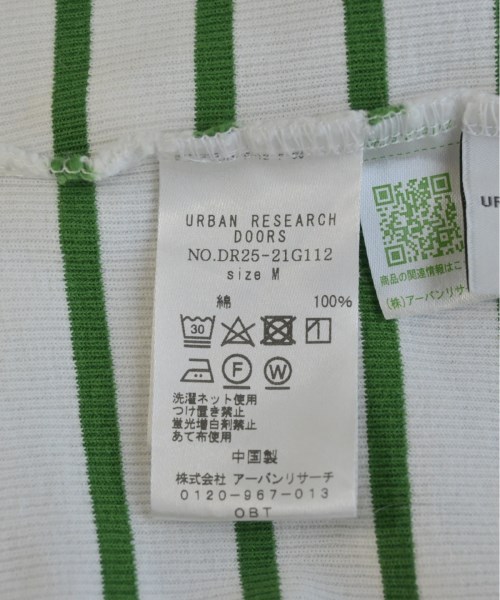 URBAN RESEARCH
DOORS
NO.DR25-21G112
size M
綿 100%
30
F W
洗濯ネット使用
つけ置き禁止
蛍光増白剤禁止
あて布使用
中国製
株式会社 アーバンリサーチ
0120-967-013
OBT
商品の関連情報はこ
(株)アーバンリサー
UR